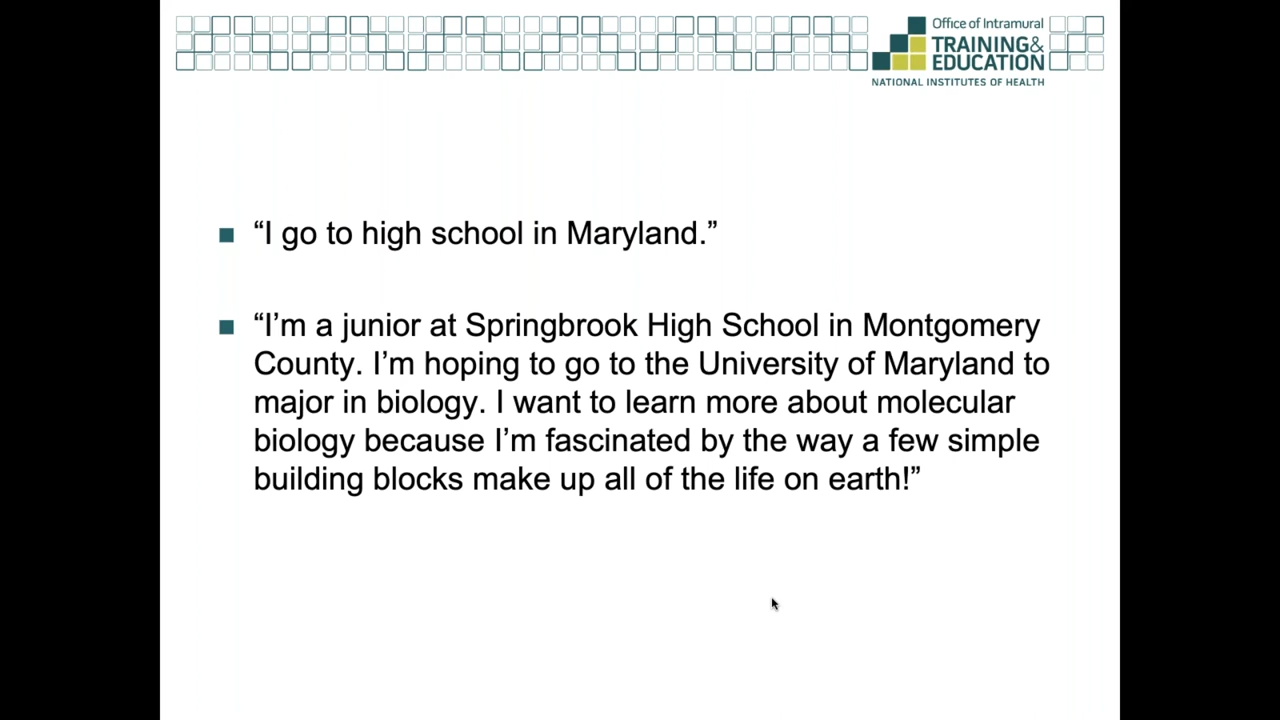 Office of Intramural
TRAINING&
EDUCATION
NATIONAL INSTITUTES OF HEALTH
“I go to high school in Maryland.”
“I’m a junior at Springbrook High School in Montgomery
County. I’m hoping to go to the University of Maryland to
major in biology. I want to learn more about molecular
biology because I’m fascinated by the way a few simple
building blocks make up all of the life on earth!”